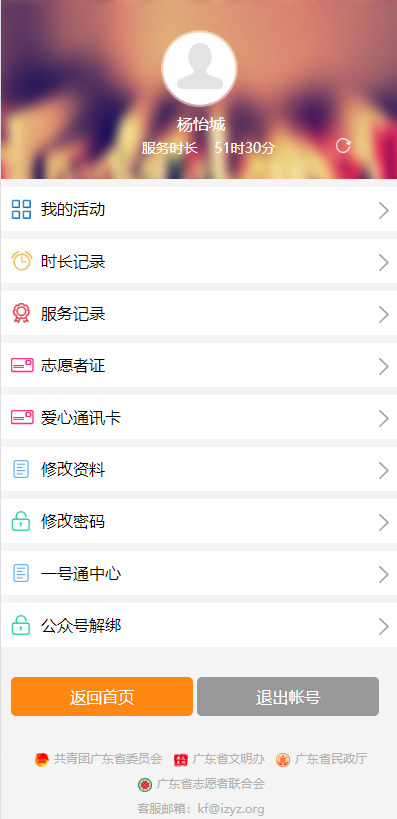 杨怡城
服务时长 51时30分
我的活动
时长记录
服务记录
志愿者证
爱心通讯卡
修改资料
修改密码
一号通中心
公众号解绑
返回首页 退出帐号
共青团广东省委员会 广东省文明办 广东省民政厅
广东省志愿者联合会
客服邮箱：kf@izyz.org